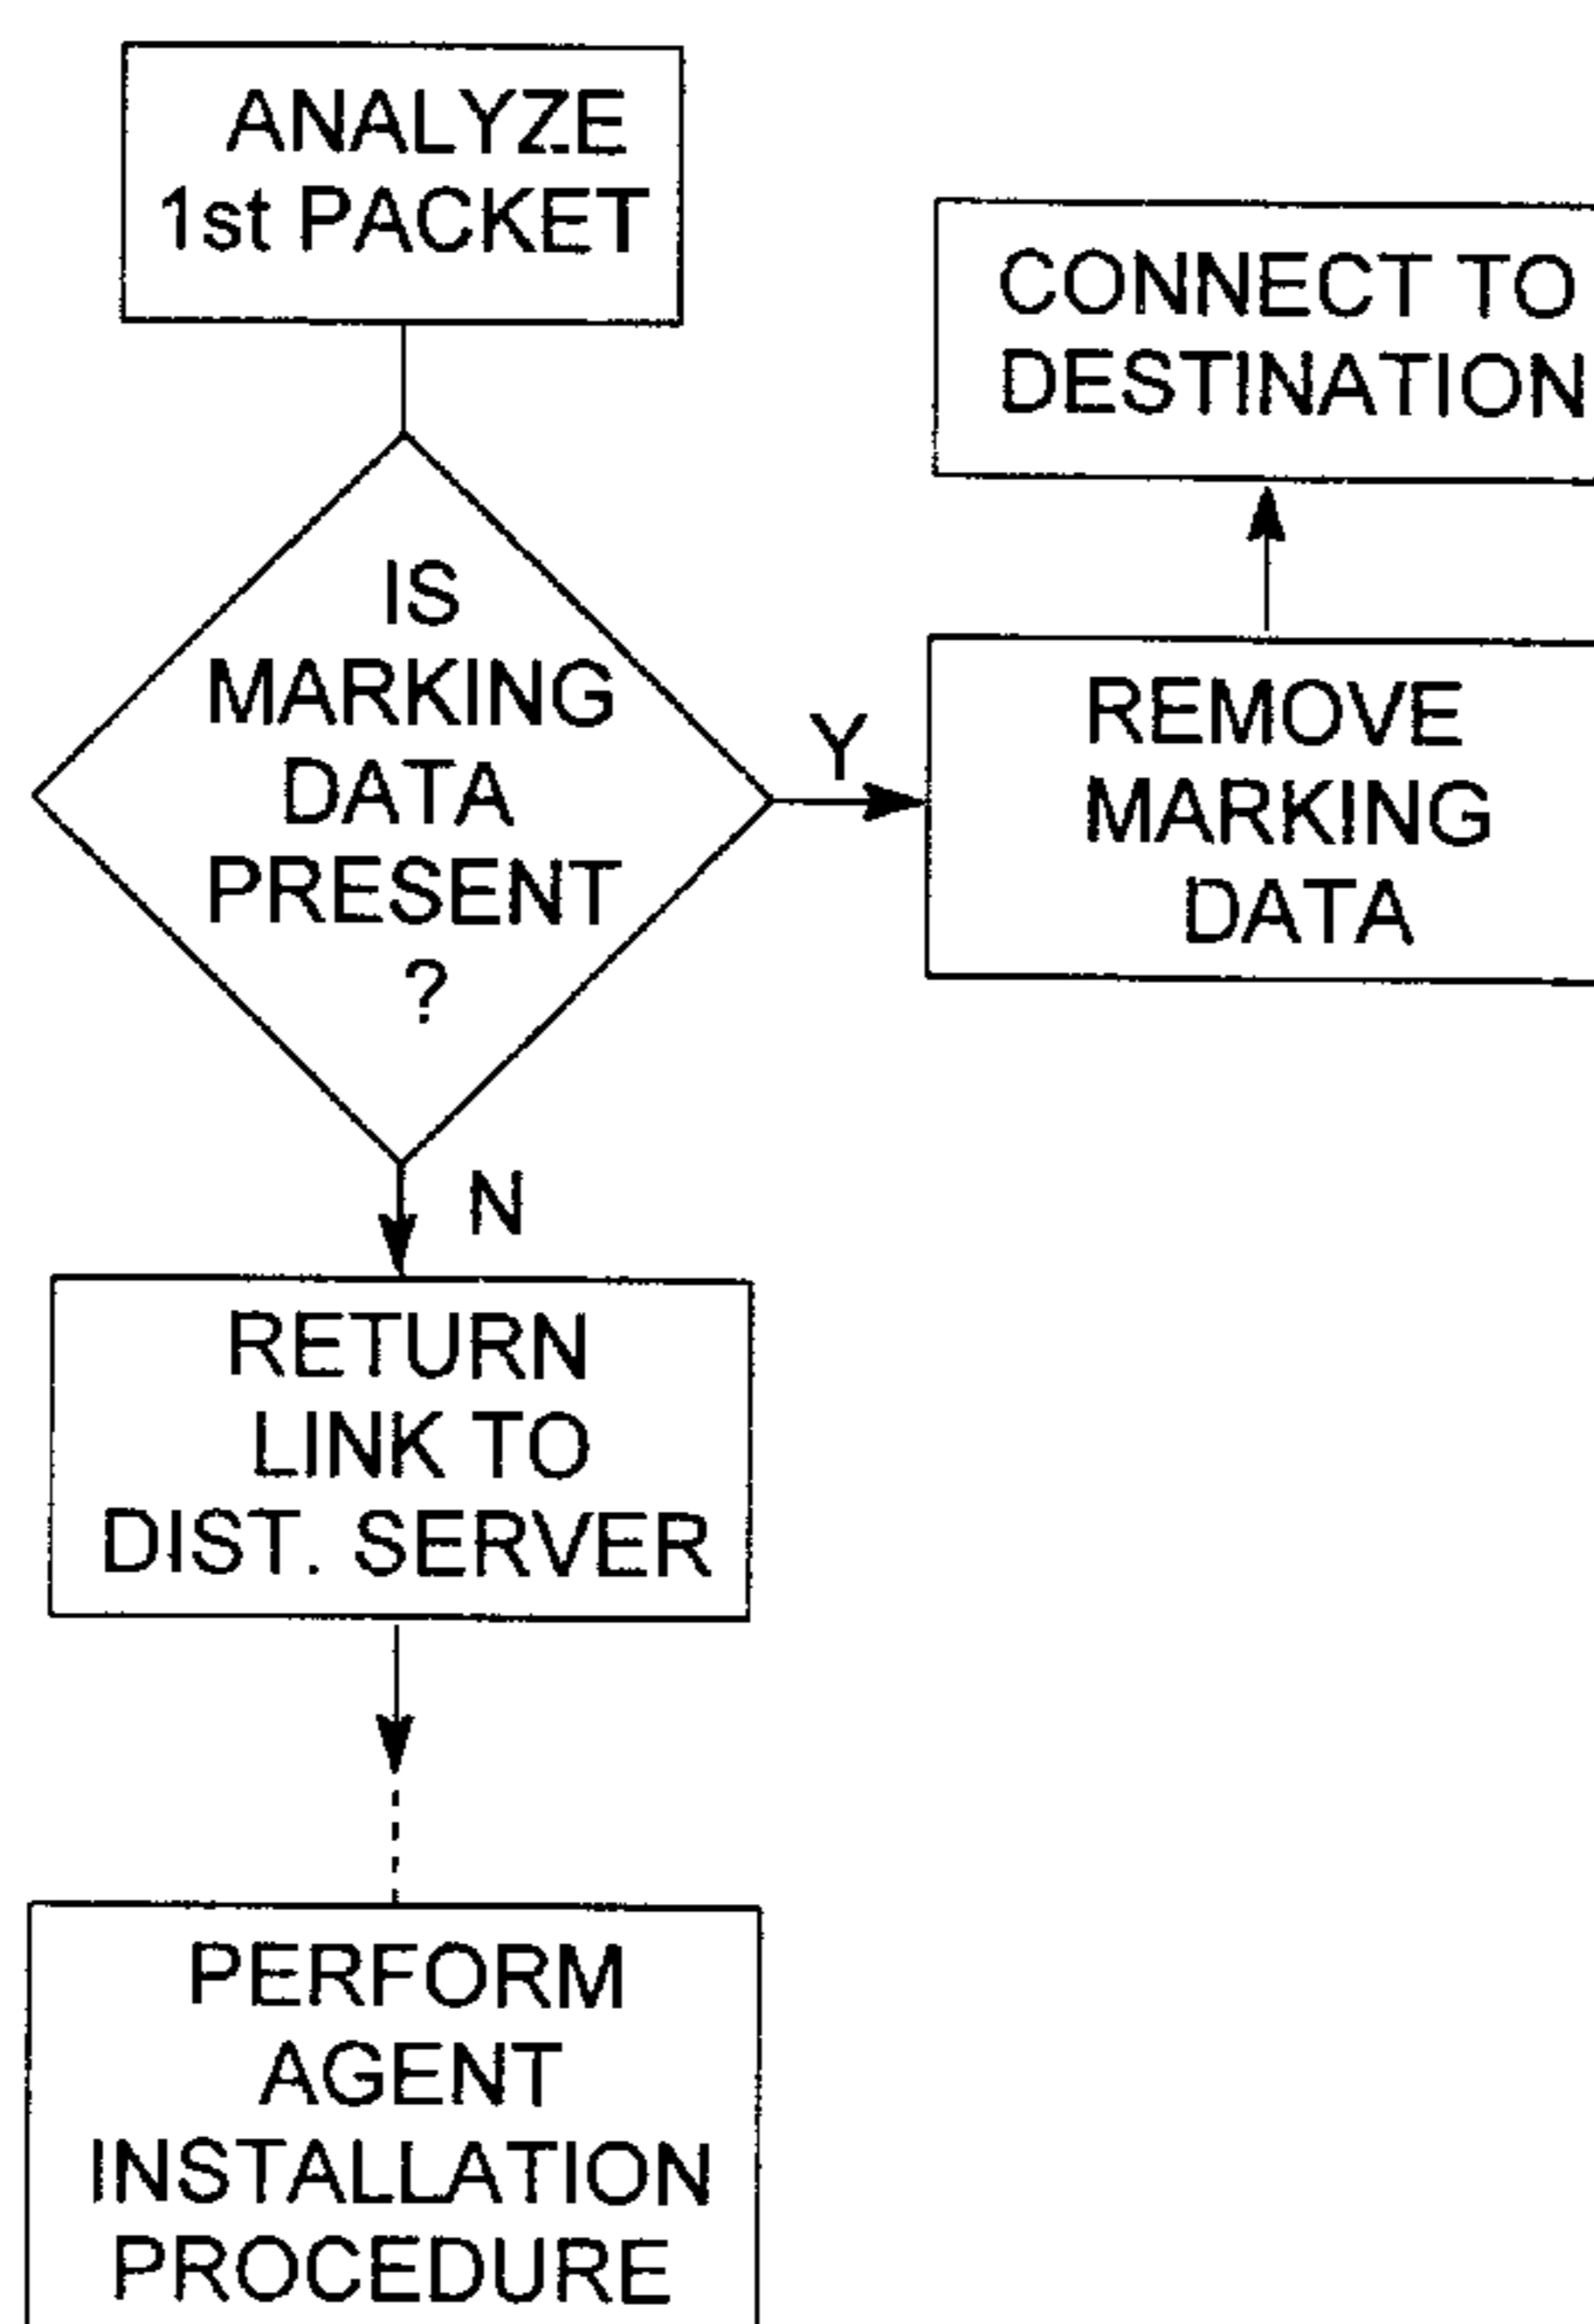 ANALYZE
1st PACKET
CONNECT TO
DESTINATION
IS
MARKING
DATA
PRESENT
?
Y
REMOVE
MARKING
DATA
N
RETURN
LINK TO
DIST. SERVER
PERFORM
AGENT
INSTALLATION
PROCEDURE